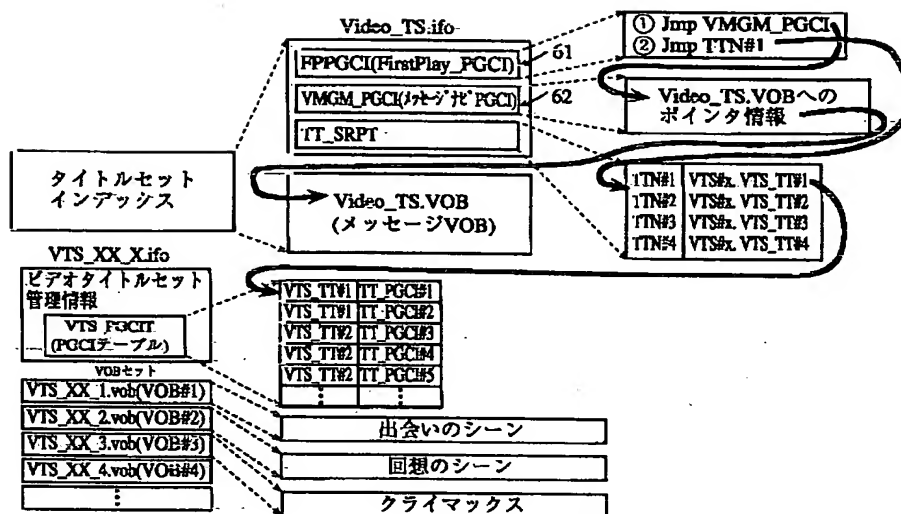 Video_TS.ifo
FPPGCI(FirstPlay_PGCI)
61
VMGM_PGCI(メッセージナビPGCI)
62
TT_SRPT
① Jmp VMGM_PGCI
② Jmp TTN#1
Video_TS.VOBへの
ポインタ情報
タイトルセット
インデックス
Video_TS.VOB
(メッセージVOB)
TTN#1 VTS#x. VTS_TT#1
TTN#2 VTS#x. VTS_TT#2
TTN#3 VTS#x. VTS_TT#3
TTN#4 VTS#x. VTS_TT#4
VTS_XX_X.ifo
ビデオタイトルセット
管理情報
VTS_PGCIT
(PGCIテーブル)
VTS_TT#1 TT_PGCI#1
VTS_TT#1 TT_PGCI#2
VTS_TT#2 TT_PGCI#3
VTS_TT#2 TT_PGCI#4
VTS_TT#2 TT_PGCI#5
⋮ ⋮
VOBセット
VTS_XX_1.vob(VOB#1)
VTS_XX_2.vob(VOB#2)
VTS_XX_3.vob(VOB#3)
VTS_XX_4.vob(VOB#4)
⋮
出会いのシーン
回想のシーン
クライマックス